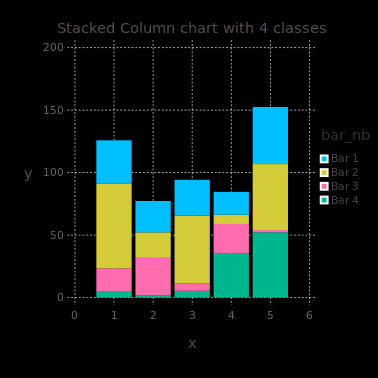 Stacked Column chart with 4 classes
200
150
100
50
0
y
0 1 2 3 4 5 6
x
bar_nb
Bar 1
Bar 2
Bar 3
Bar 4